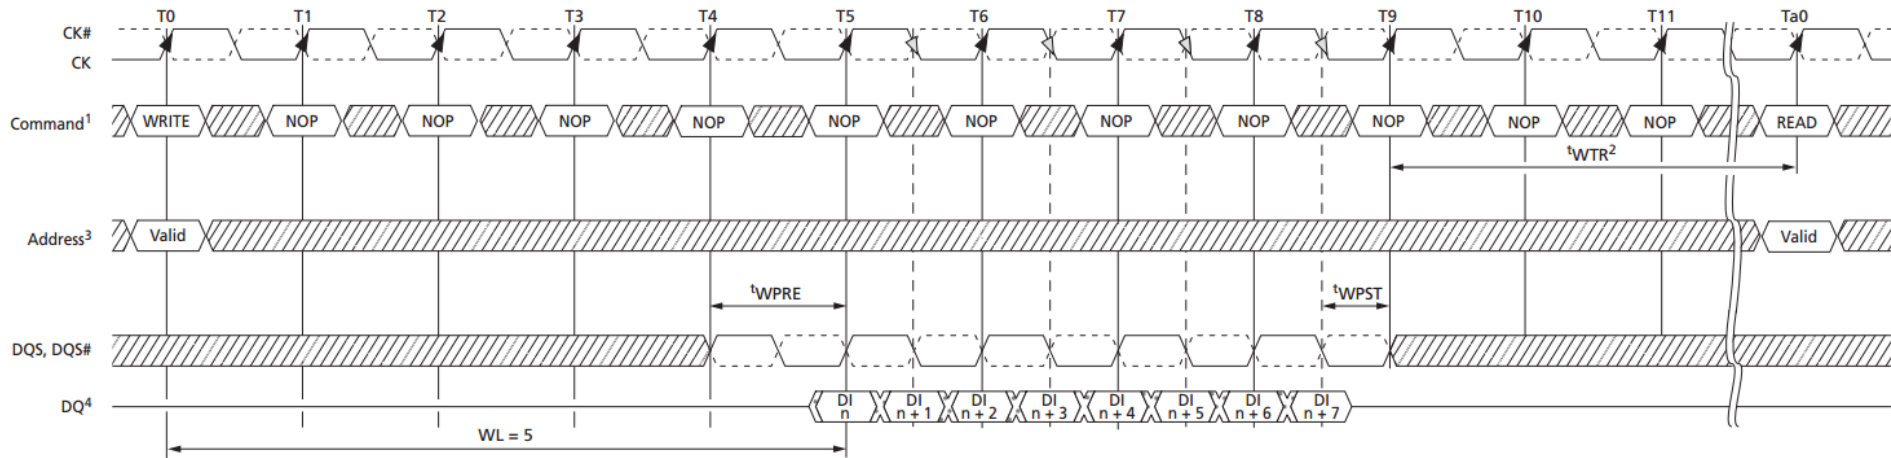 T0 T1 T2 T3 T4 T5 T6 T7 T8 T9 T10 T11 Ta0
CK#
CK
Command1 WRITE NOP NOP NOP NOP NOP NOP NOP NOP NOP NOP NOP READ
tWTR2
Address3 Valid Valid
tWPRE tWPST
DQS, DQS#
DI DI DI DI DI DI DI DI
DQ4 n n + 1 n + 2 n + 3 n + 4 n + 5 n + 6 n + 7
WL = 5